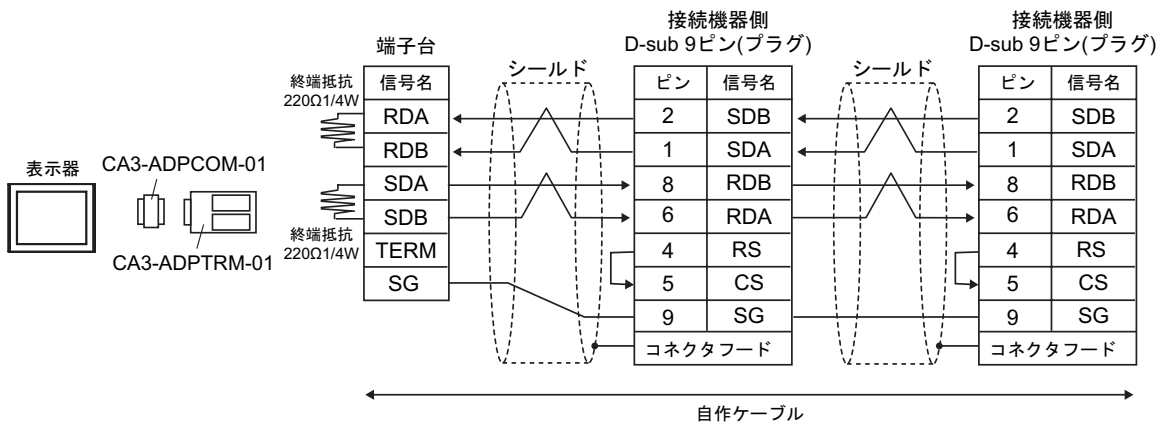 接続機器側
D-sub 9ピン(プラグ)
接続機器側
D-sub 9ピン(プラグ)
端子台
シールド
シールド
終端抵抗
220Ω1/4W
信号名
ピン 信号名
ピン 信号名
RDA
2 SDB
2 SDB
RDB
1 SDA
1 SDA
表示器
CA3-ADPCOM-01
SDA
8 RDB
8 RDB
SDB
6 RDA
6 RDA
終端抵抗
220Ω1/4W
TERM
4 RS
4 RS
CA3-ADPTRM-01
SG
5 CS
5 CS
9 SG
9 SG
コネクタフード
コネクタフード
自作ケーブル